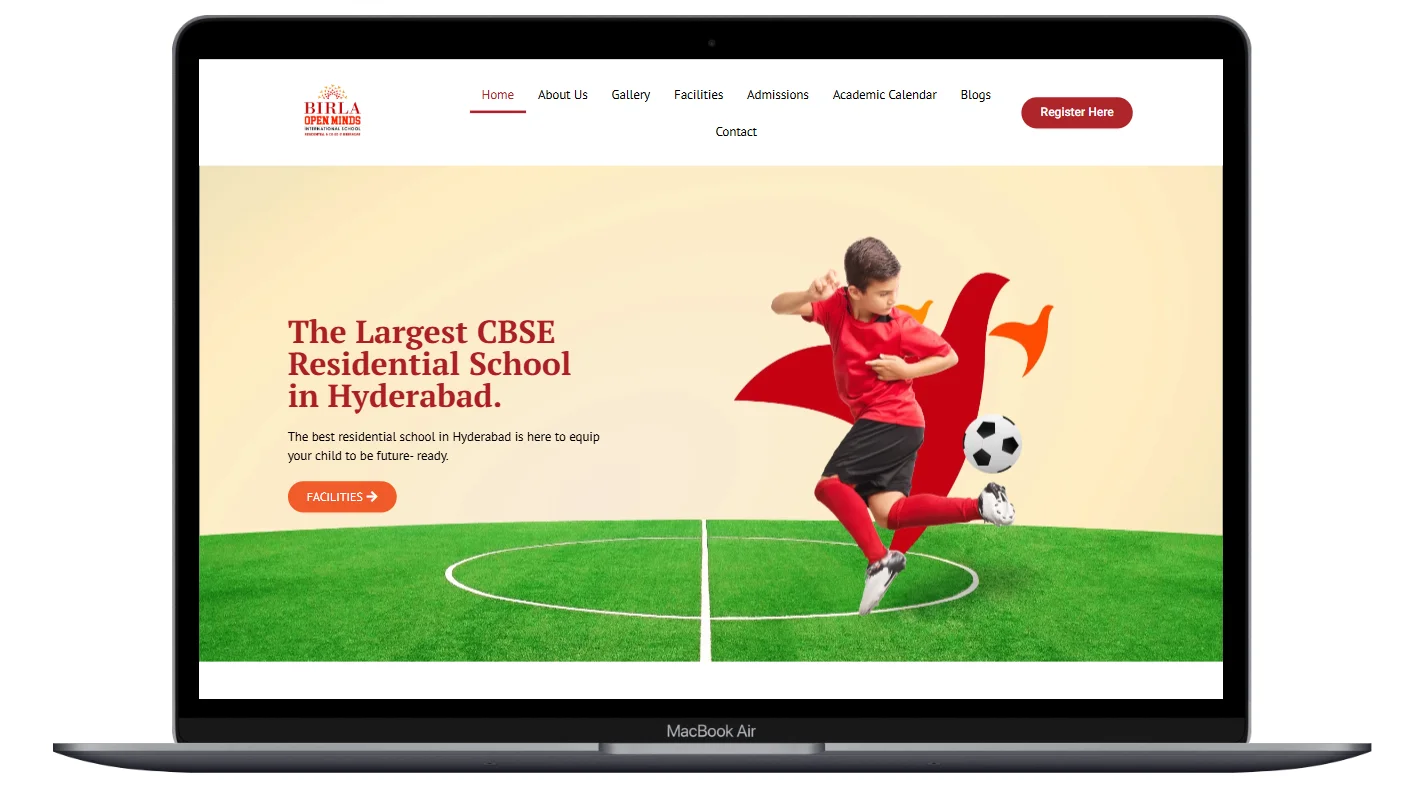 BIRLA
OPEN MINDS
INTERNATIONAL SCHOOL
Home About Us Gallery Facilities Admissions Academic Calendar Blogs
Contact
Register Here
The Largest CBSE
Residential School
in Hyderabad.
The best residential school in Hyderabad is here to equip
your child to be future- ready.
FACILITIES
MacBook Air